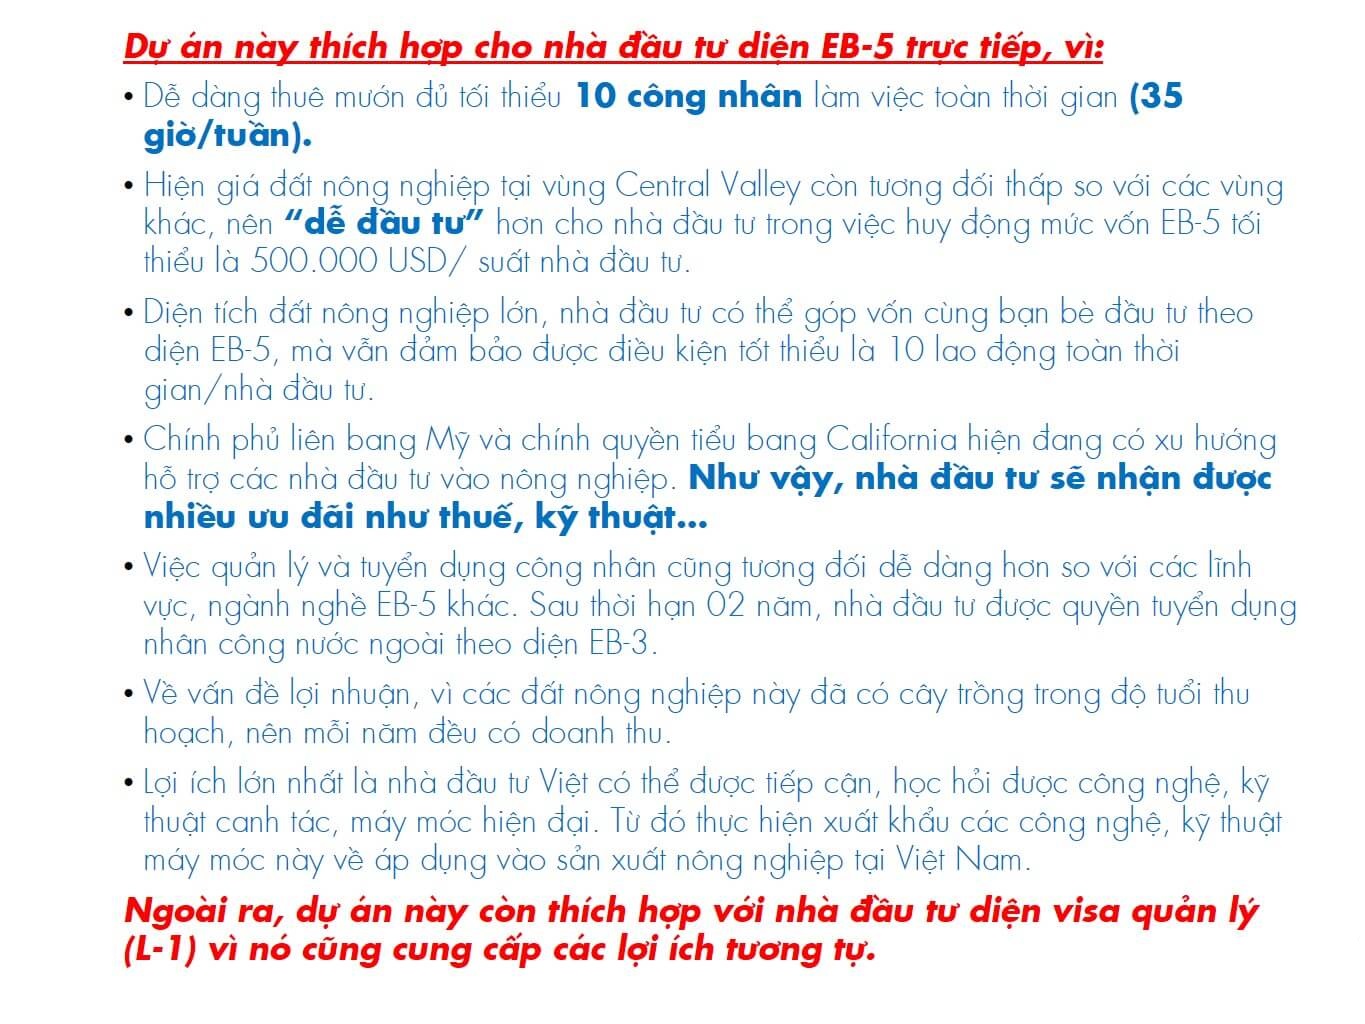 Dự án này thích hợp cho nhà đầu tư diện EB-5 trực tiếp, vì:
• Dễ dàng thuê mướn đủ tối thiểu 10 công nhân làm việc toàn thời gian (35
giờ/tuần).
• Hiện giá đất nông nghiệp tại vùng Central Valley còn tương đối thấp so với các vùng
khác, nên “dễ đầu tư” hơn cho nhà đầu tư trong việc huy động mức vốn EB-5 tối
thiểu là 500.000 USD/ suất nhà đầu tư.
• Diện tích đất nông nghiệp lớn, nhà đầu tư có thể góp vốn cùng bạn bè đầu tư theo
diện EB-5, mà vẫn đảm bảo được điều kiện tốt thiểu là 10 lao động toàn thời
gian/nhà đầu tư.
• Chính phủ liên bang Mỹ và chính quyền tiểu bang California hiện đang có xu hướng
hỗ trợ các nhà đầu tư vào nông nghiệp. Như vậy, nhà đầu tư sẽ nhận được
nhiều ưu đãi như thuế, kỹ thuật...
• Việc quản lý và tuyển dụng công nhân cũng tương đối dễ dàng hơn so với các lĩnh
vực, ngành nghề EB-5 khác. Sau thời hạn 02 năm, nhà đầu tư được quyền tuyển dụng
nhân công nước ngoài theo diện EB-3.
• Về vấn đề lợi nhuận, vì các đất nông nghiệp này đã có cây trồng trong độ tuổi thu
hoạch, nên mỗi năm đều có doanh thu.
• Lợi ích lớn nhất là nhà đầu tư Việt có thể được tiếp cận, học hỏi được công nghệ, kỹ
thuật canh tác, máy móc hiện đại. Từ đó thực hiện xuất khẩu các công nghệ, kỹ thuật
máy móc này về áp dụng vào sản xuất nông nghiệp tại Việt Nam.
Ngoài ra, dự án này còn thích hợp với nhà đầu tư diện visa quản lý
(L-1) vì nó cũng cung cấp các lợi ích tương tự.